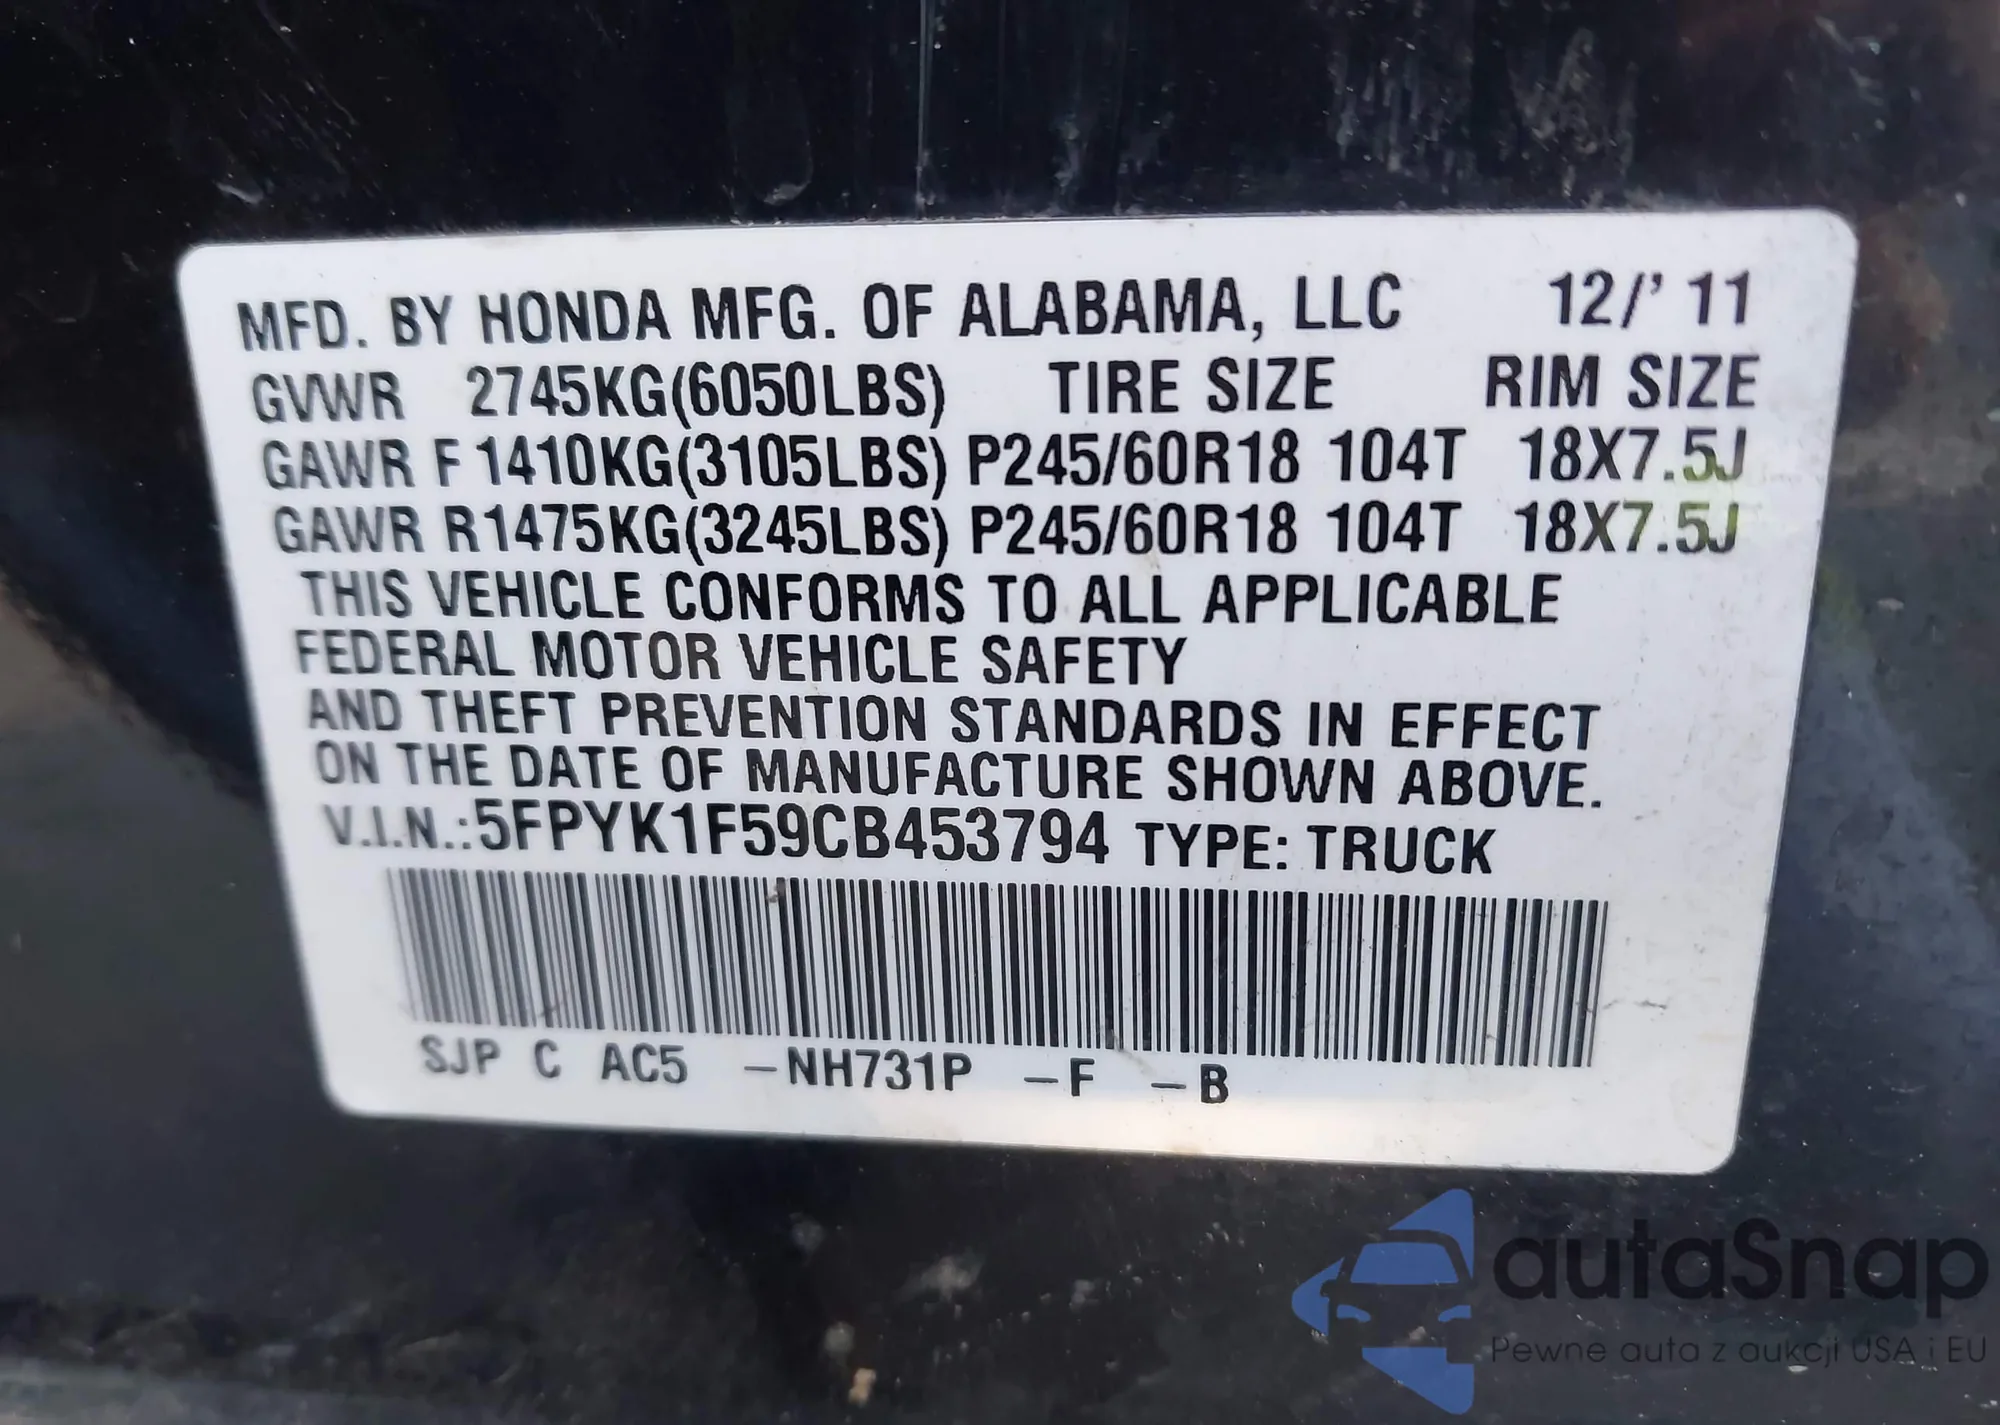 MFD. BY HONDA MFG. OF ALABAMA, LLC 12/' 11
GVWR 2745KG(6050LBS) TIRE SIZE RIM SIZE
GAWR F 1410KG(3105LBS) P245/60R18 104T 18X7.5J
GAWR R1475KG(3245LBS) P245/60R18 104T 18X7.5J
THIS VEHICLE CONFORMS TO ALL APPLICABLE
FEDERAL MOTOR VEHICLE SAFETY
AND THEFT PREVENTION STANDARDS IN EFFECT
ON THE DATE OF MANUFACTURE SHOWN ABOVE.
V.I.N.:5FPYK1F59CB453794 TYPE: TRUCK
SJP C AC5 –NH731P –F –B
autaSnap
Pewne auta z aukcji USA i EU